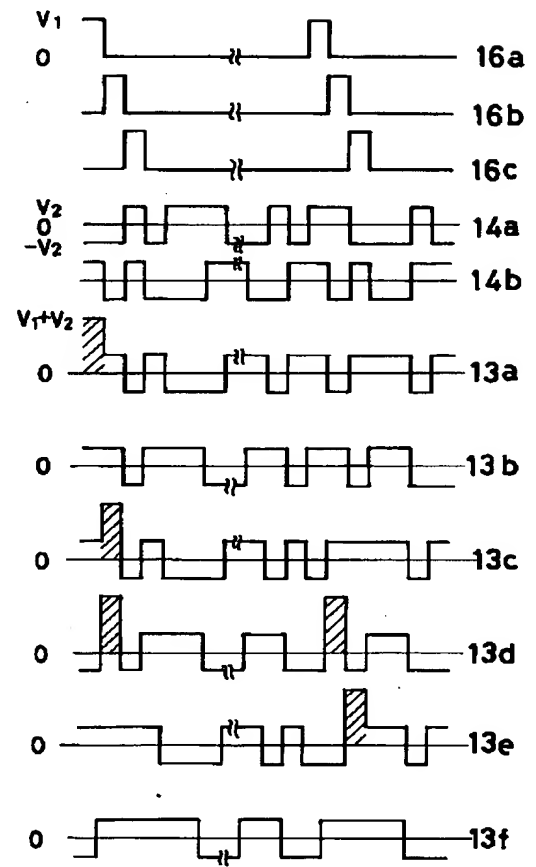 V₁
0 16a
16b
16c
V₂
0 14a
-V₂
14b
V₁+V₂
0 13a
0 13b
0 13c
0 13d
0 13e
0 13f